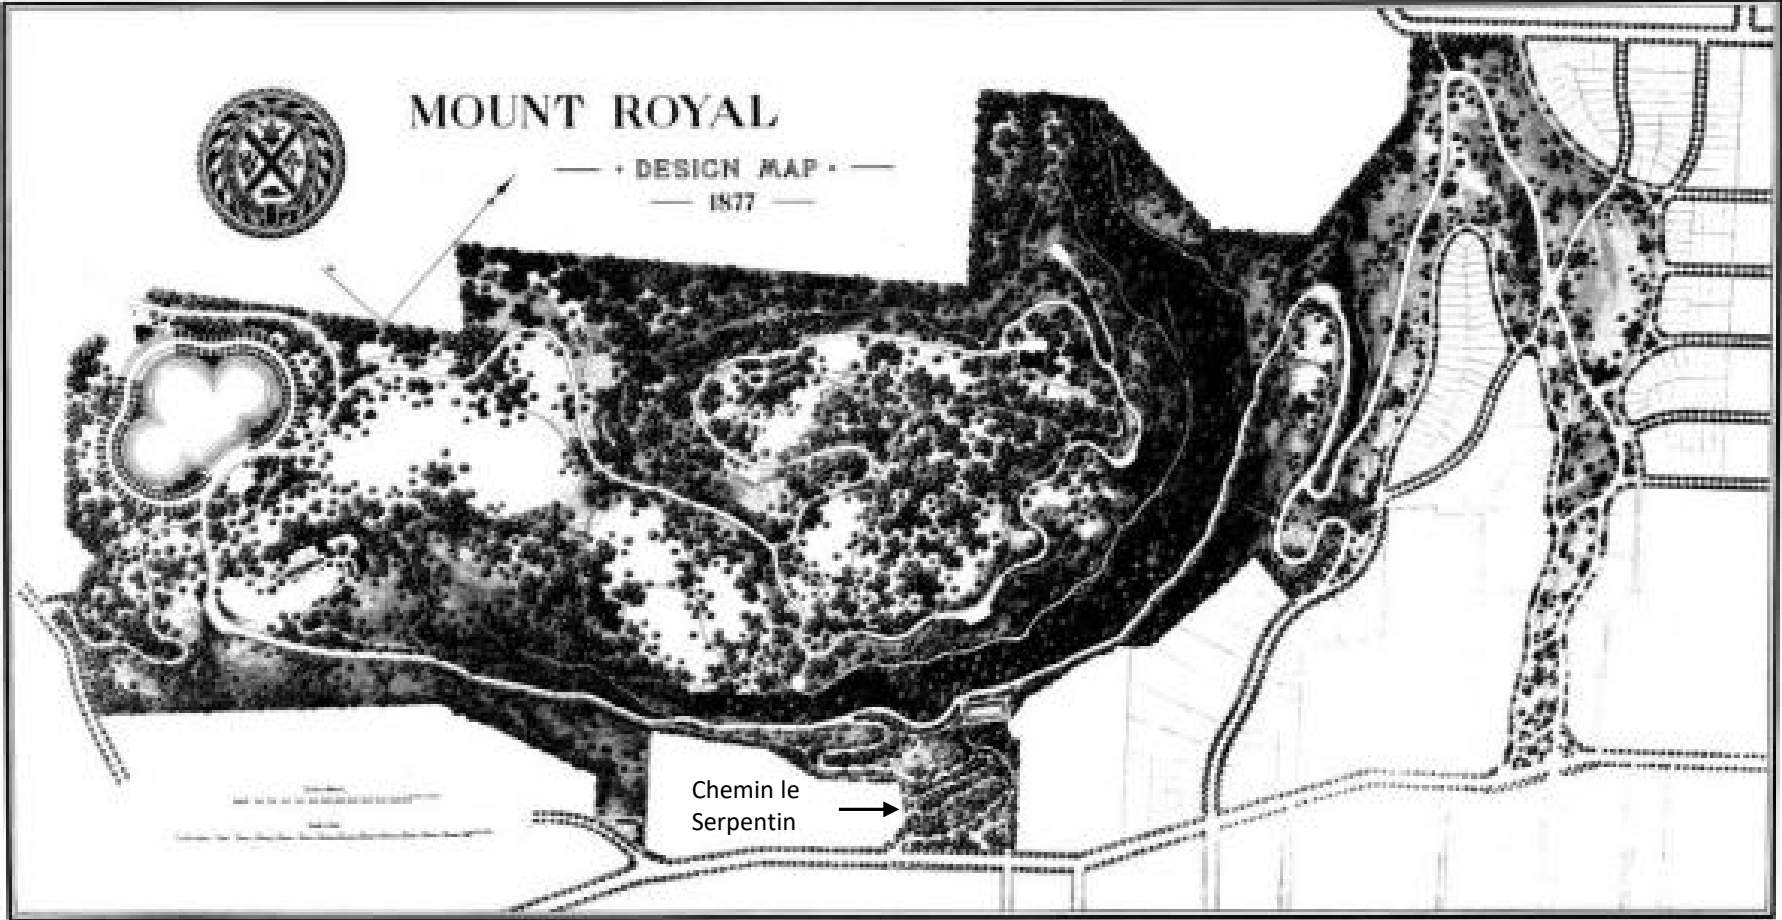 MOUNT ROYAL
· DESIGN MAP ·
1877
Chemin le
Serpentin